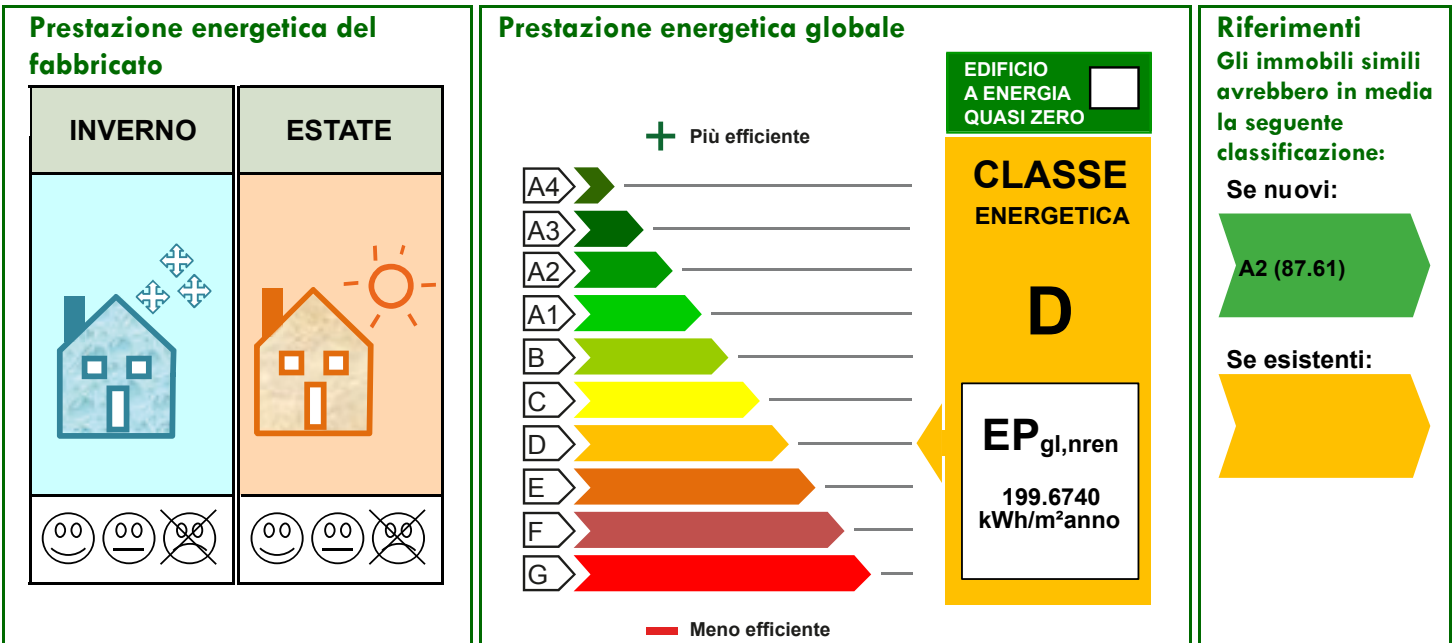 Prestazione energetica del
fabbricato
INVERNO
ESTATE
Prestazione energetica globale
Più efficiente
A4
A3
A2
A1
B
C
D
E
F
G
Meno efficiente
EDIFICIO
A ENERGIA
QUASI ZERO
CLASSE
ENERGETICA
D
EPgl,nren
199.6740
kWh/m²anno
Riferimenti
Gli immobili simili
avrebbero in media
la seguente
classificazione:
Se nuovi:
A2 (87.61)
Se esistenti: